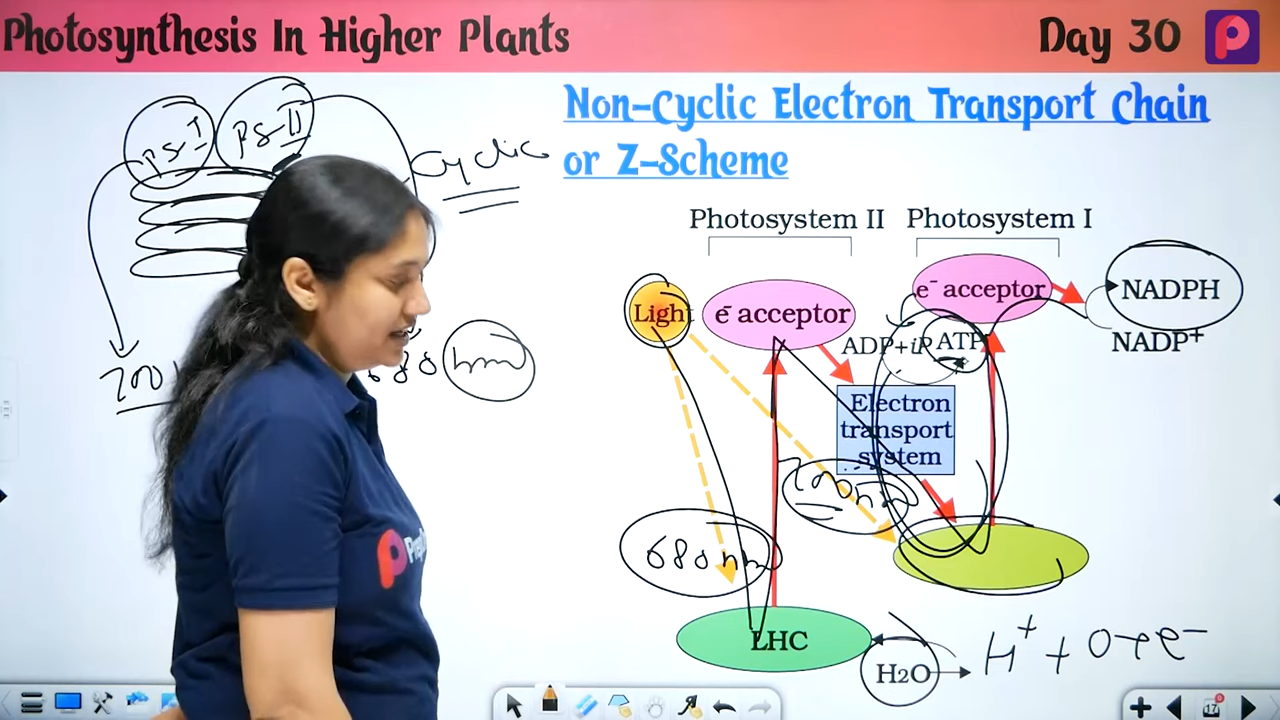 Photosynthesis In Higher Plants
Day 30
Non-Cyclic Electron Transport Chain
or Z-Scheme
PS-I
PS-II
Cyclic
700
680 nm
Photosystem II
Photosystem I
Light
e⁻ acceptor
e⁻ acceptor
NADPH
NADP+
ADP+iP
ATP
Electron
transport
system
700nm
680nm
LHC
H2O
H⁺ + O+e⁻
17